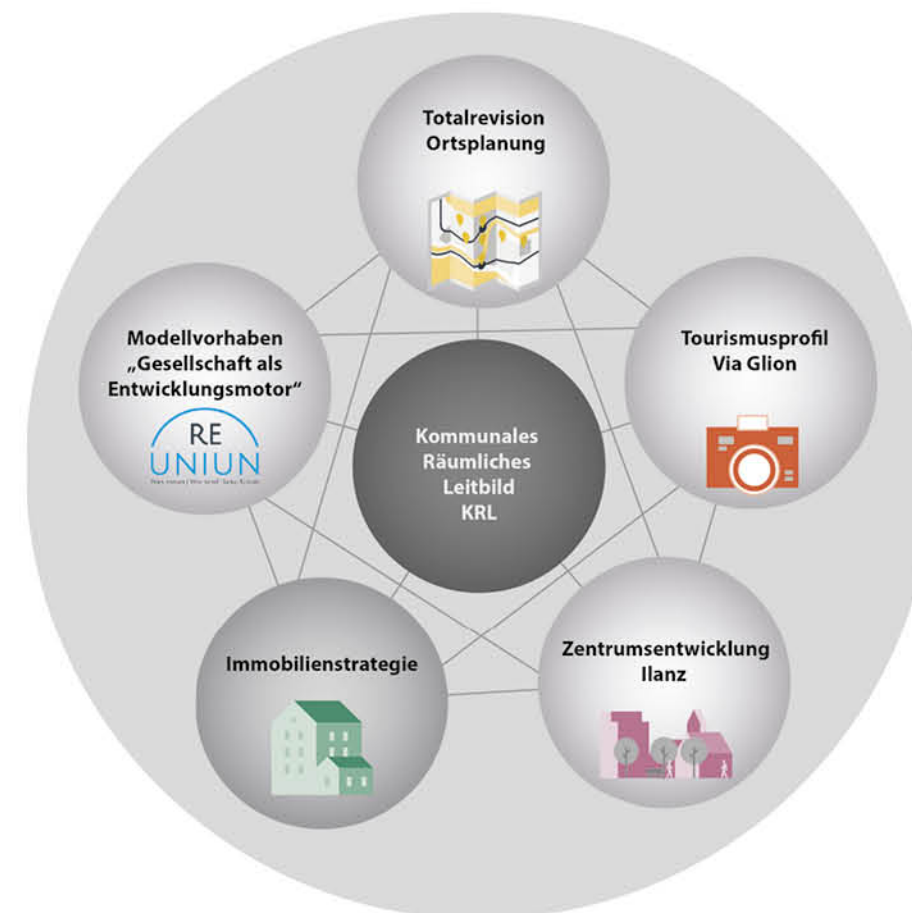 Totalrevision
Ortsplanung
Modellvorhaben
„Gesellschaft als
Entwicklungsmotor“
RE
UNIUN
Tourismusprofil
Via Glion
Kommunales
Räumliches
Leitbild
KRL
Immobilienstrategie
Zentrumsentwicklung
Ilanz